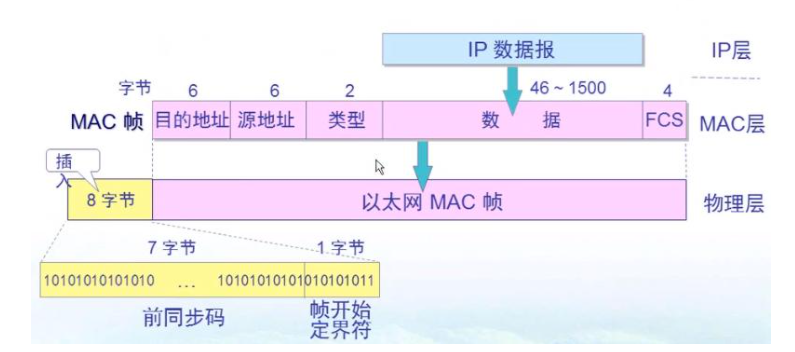 IP 数据报
IP层
字节 6 6 2 46 ~ 1500 4
MAC 帧 目的地址 源地址 类型 数 据 FCS MAC层
插入
8 字节 以太网 MAC 帧 物理层
7 字节 1 字节
10101010101010 ... 10101010101010101011
前同步码 帧开始
定界符